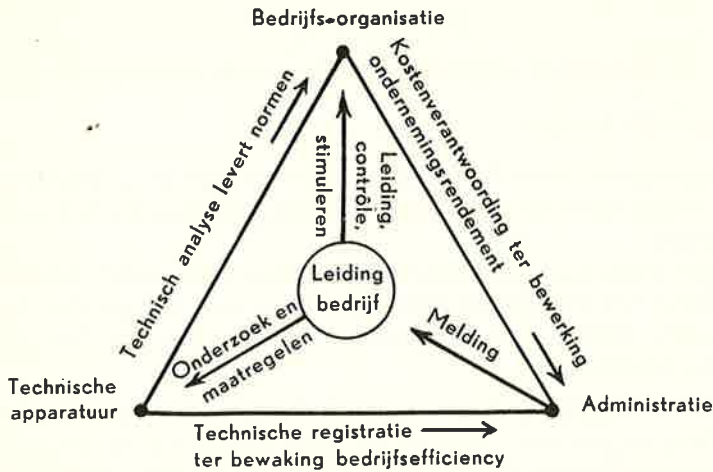 Bedrijfs-organisatie
Technisch analyse levert normen
Kostenverantwoording ter bewerking
ondernemingsrendement
Leiding,
contrôle,
stimuleren
Leiding
bedrijf
Onderzoek en
maatregelen
Melding
Technische
apparatuur
Administratie
Technische registratie
ter bewaking bedrijfsefficiency